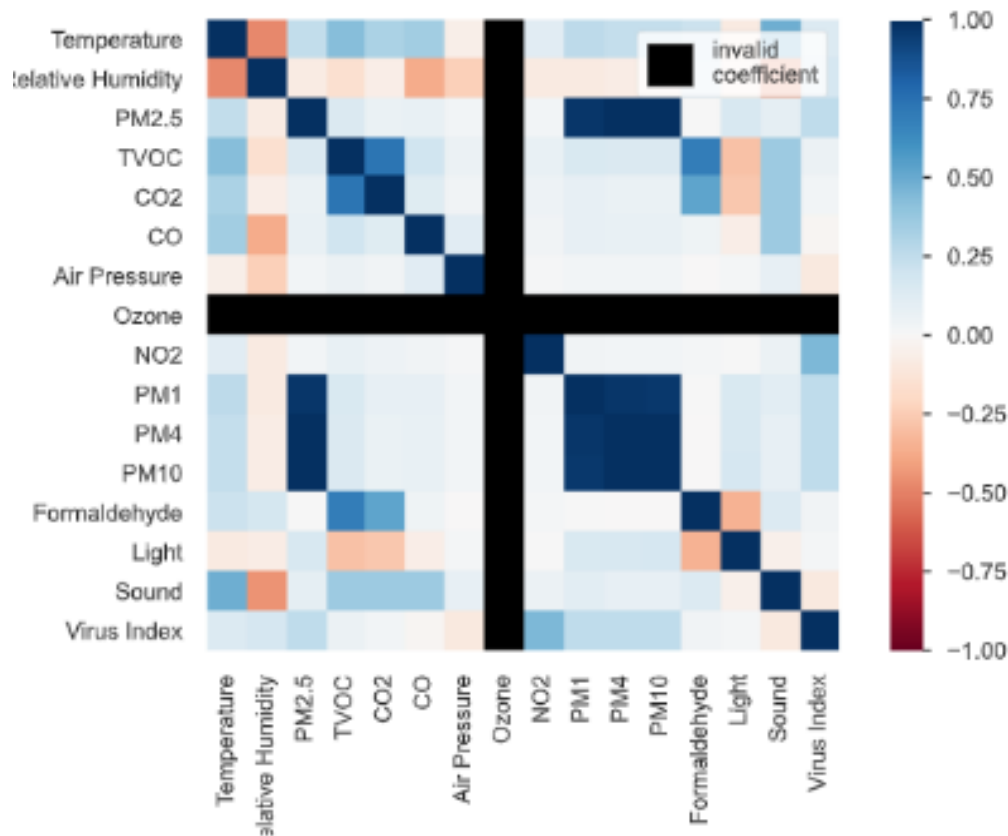 Temperature
elative Humidity
PM2.5
TVOC
CO2
CO
Air Pressure
Ozone
NO2
PM1
PM4
PM10
Formaldehyde
Light
Sound
Virus Index
invalid
coefficient
1.00
0.75
0.50
0.25
0.00
−0.25
−0.50
−0.75
−1.00
Temperature
elative Humidity
PM2.5
TVOC
CO2
CO
Air Pressure
Ozone
NO2
PM1
PM4
PM10
Formaldehyde
Light
Sound
Virus Index